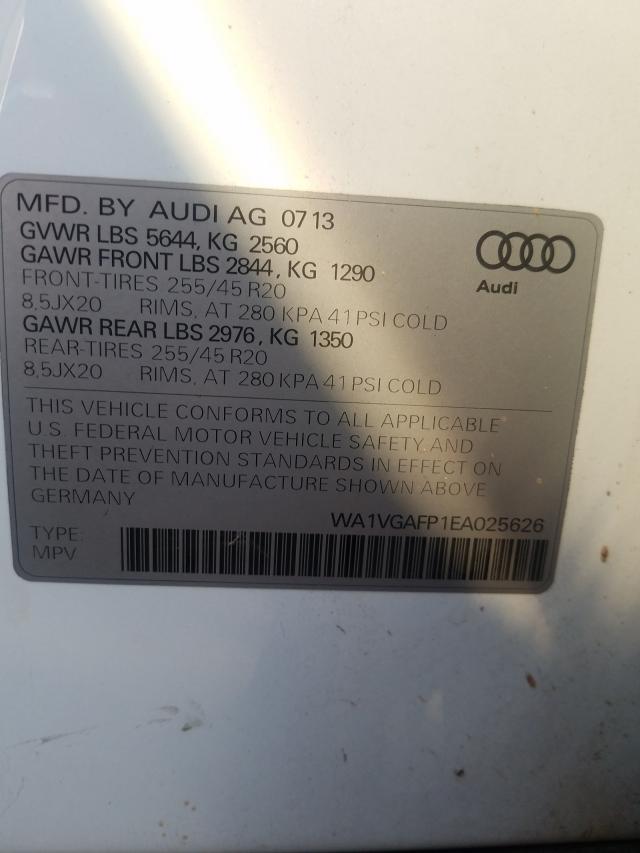 MFD. BY AUDI AG 0713
GVWR LBS 5644, KG 2560
GAWR FRONT LBS 2844, KG 1290
FRONT-TIRES 255/45 R20
8,5JX20 RIMS, AT 280 KPA 41 PSI COLD
GAWR REAR LBS 2976, KG 1350
REAR-TIRES 255/45 R20
8,5JX20 RIMS, AT 280 KPA 41 PSI COLD
Audi
THIS VEHICLE CONFORMS TO ALL APPLICABLE
U.S. FEDERAL MOTOR VEHICLE SAFETY AND
THEFT PREVENTION STANDARDS IN EFFECT ON
THE DATE OF MANUFACTURE SHOWN ABOVE
GERMANY
WA1VGAFP1EA025626
TYPE:
MPV